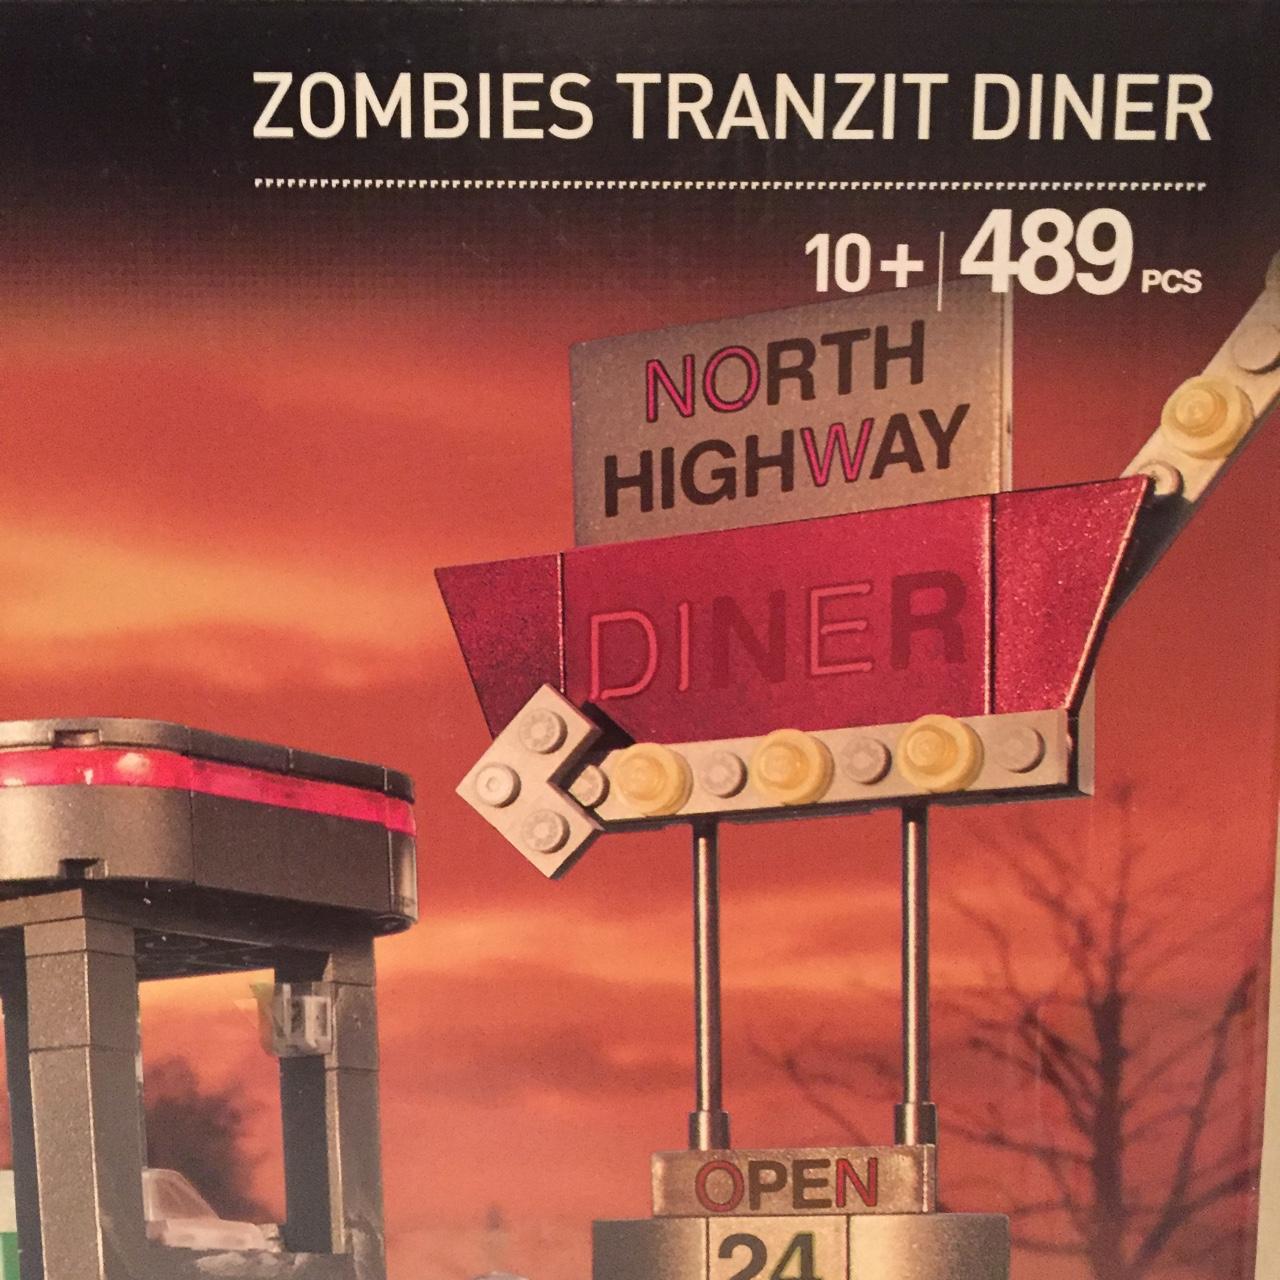 ZOMBIES TRANZIT DINER
10+ | 489 PCS
NORTH
HIGHWAY
DINER
OPEN
24